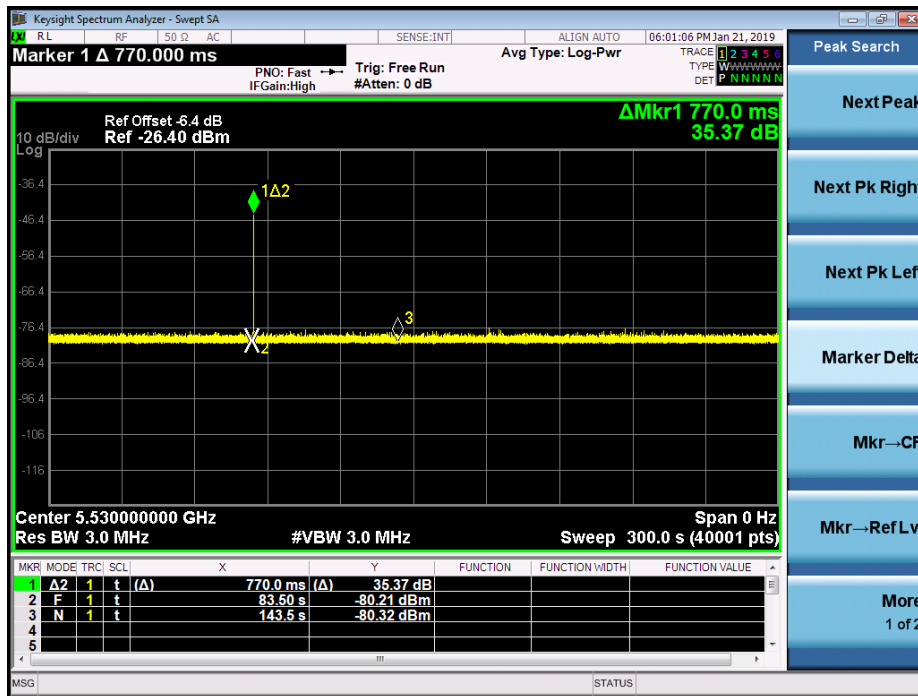 Keysight Spectrum Analyzer - Swept SA
LXI RL RF 50 Ω AC SENSE:INT ALIGN AUTO 06:01:06 PM Jan 21, 2019
Marker 1 Δ 770.000 ms
PNO: Fast
IFGain:High
Trig: Free Run
#Atten: 0 dB
Avg Type: Log-Pwr
TRACE 1 2 3 4 5 6
TYPE WWWWWW
DET P N N N N N
Peak Search
Next Peak
Next Pk Right
Next Pk Left
Marker Delta
Mkr→CF
Mkr→Ref Lv
More
1 of 2
ΔMkr1 770.0 ms
35.37 dB
Ref Offset -6.4 dB
10 dB/div Ref -26.40 dBm
Log
-36.4
-46.4
-56.4
-66.4
-76.4
-86.4
-96.4
-106
-116
1Δ2
2
3
Center 5.530000000 GHz Span 0 Hz
Res BW 3.0 MHz #VBW 3.0 MHz Sweep 300.0 s (40001 pts)
MKR MODE TRC SCL X Y FUNCTION FUNCTION WIDTH FUNCTION VALUE
1 Δ2 1 t (Δ) 770.0 ms (Δ) 35.37 dB
2 F 1 t 83.50 s -80.21 dBm
3 N 1 t 143.5 s -80.32 dBm
4
5
MSG STATUS